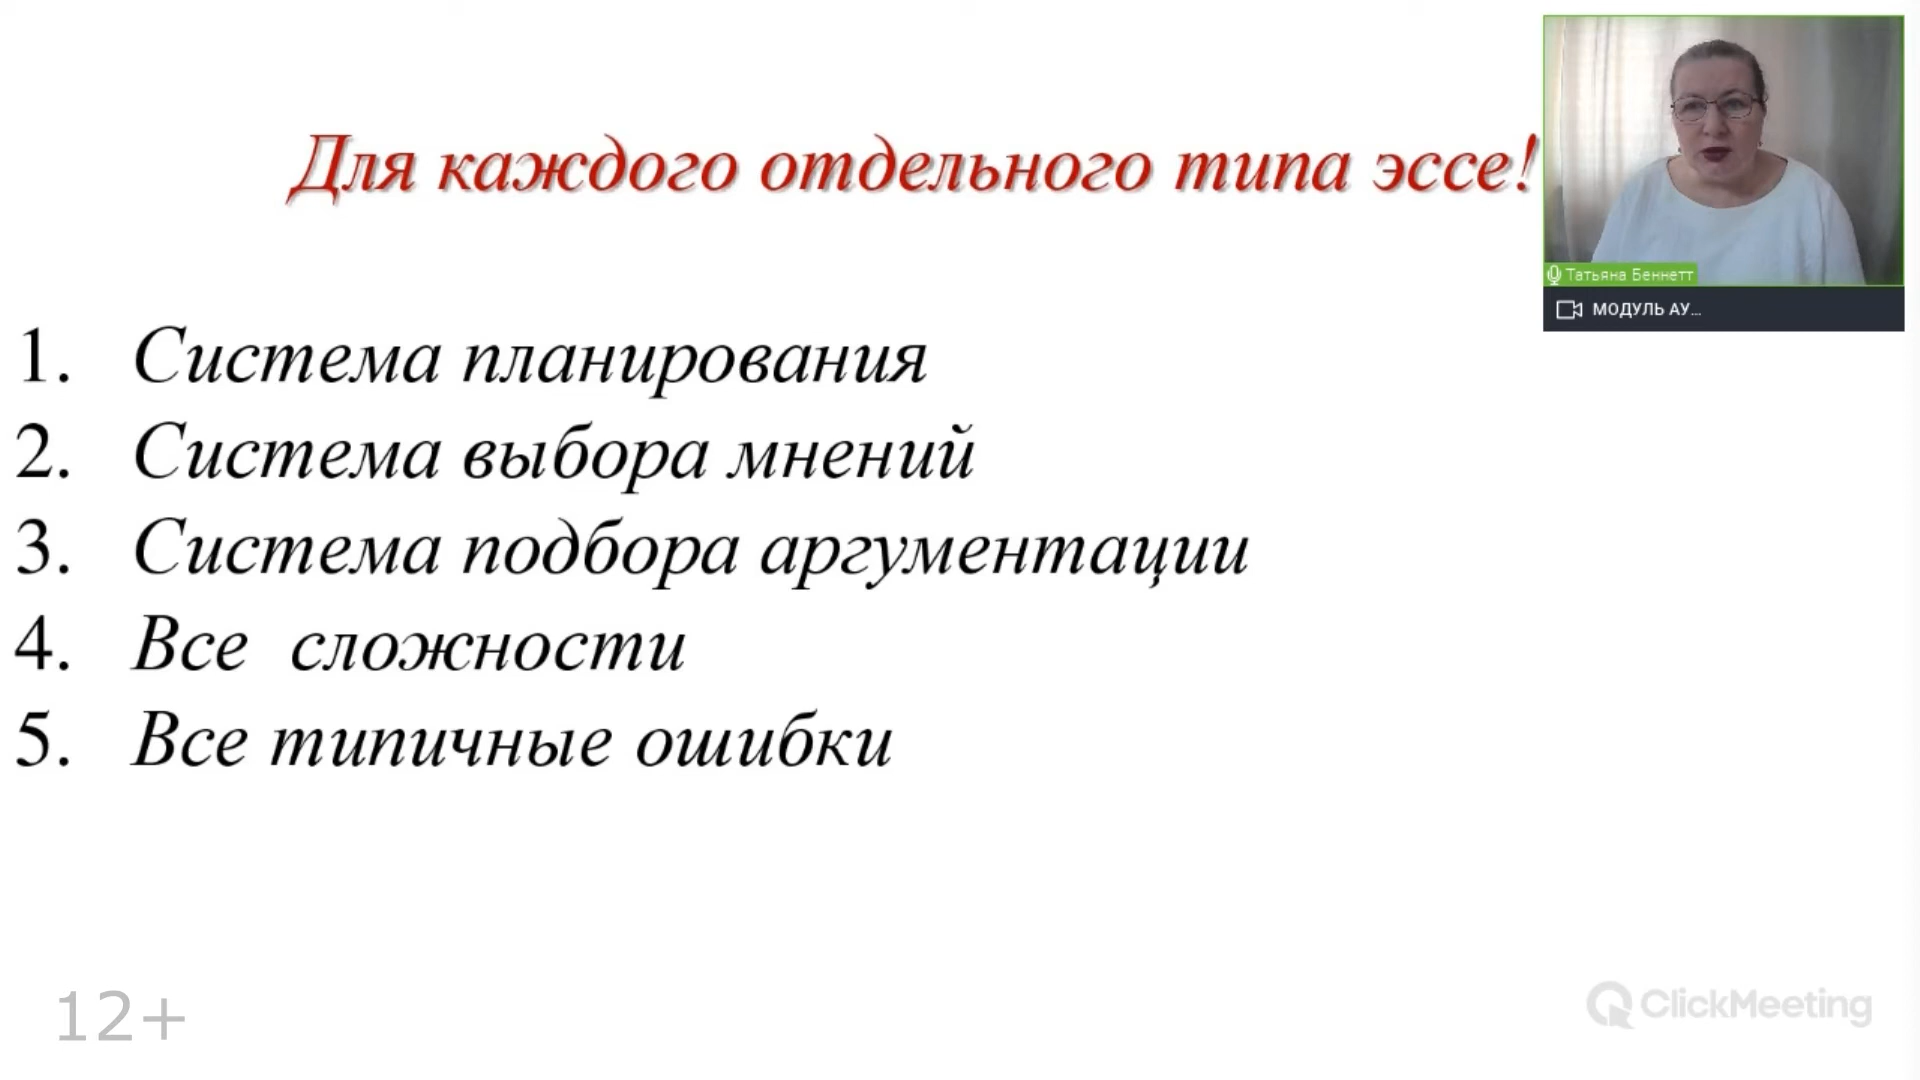 Для каждого отдельного типа эссе!
Татьяна Беннетт
МОДУЛЬ АУ...
1. Система планирования
2. Система выбора мнений
3. Система подбора аргументации
4. Все сложности
5. Все типичные ошибки
12+
ClickMeeting